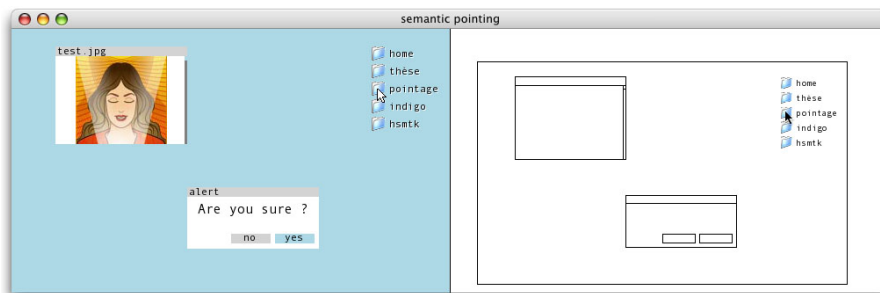 semantic pointing
test.jpg
home
thèse
pointage
indigo
hsmtk
alert
Are you sure ?
no yes
home
thèse
pointage
indigo
hsmtk